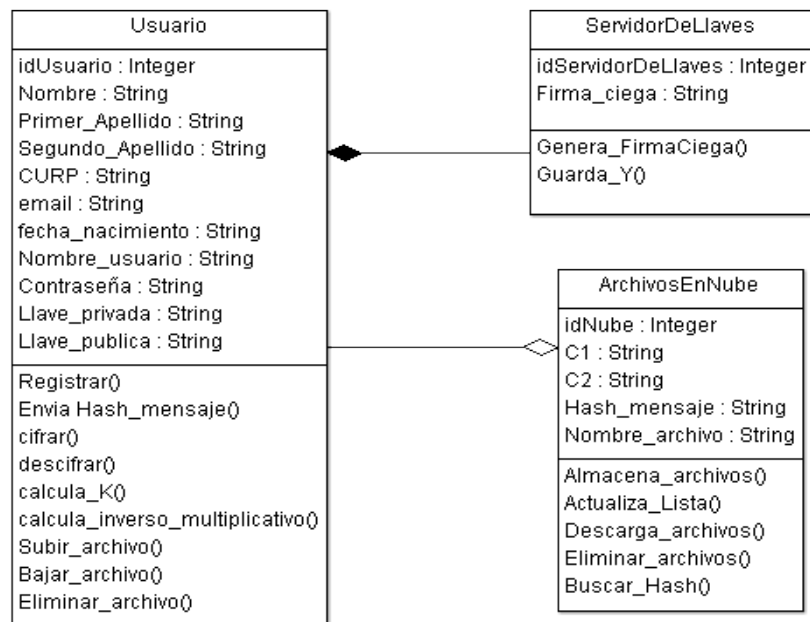 Usuario
idUsuario : Integer
Nombre : String
Primer_Apellido : String
Segundo_Apellido : String
CURP : String
email : String
fecha_nacimiento : String
Nombre_usuario : String
Contraseña : String
Llave_privada : String
Llave_publica : String
Registrar()
Envia Hash_mensaje()
cifrar()
descifrar()
calcula_K()
calcula_inverso_multiplicativo()
Subir_archivo()
Bajar_archivo()
Eliminar_archivo()
ServidorDeLlaves
idServidorDeLlaves : Integer
Firma_ciega : String
Genera_FirmaCiega()
Guarda_Y()
ArchivosEnNube
idNube : Integer
C1 : String
C2 : String
Hash_mensaje : String
Nombre_archivo : String
Almacena_archivos()
Actualiza_Lista()
Descarga_archivos()
Eliminar_archivos()
Buscar_Hash()